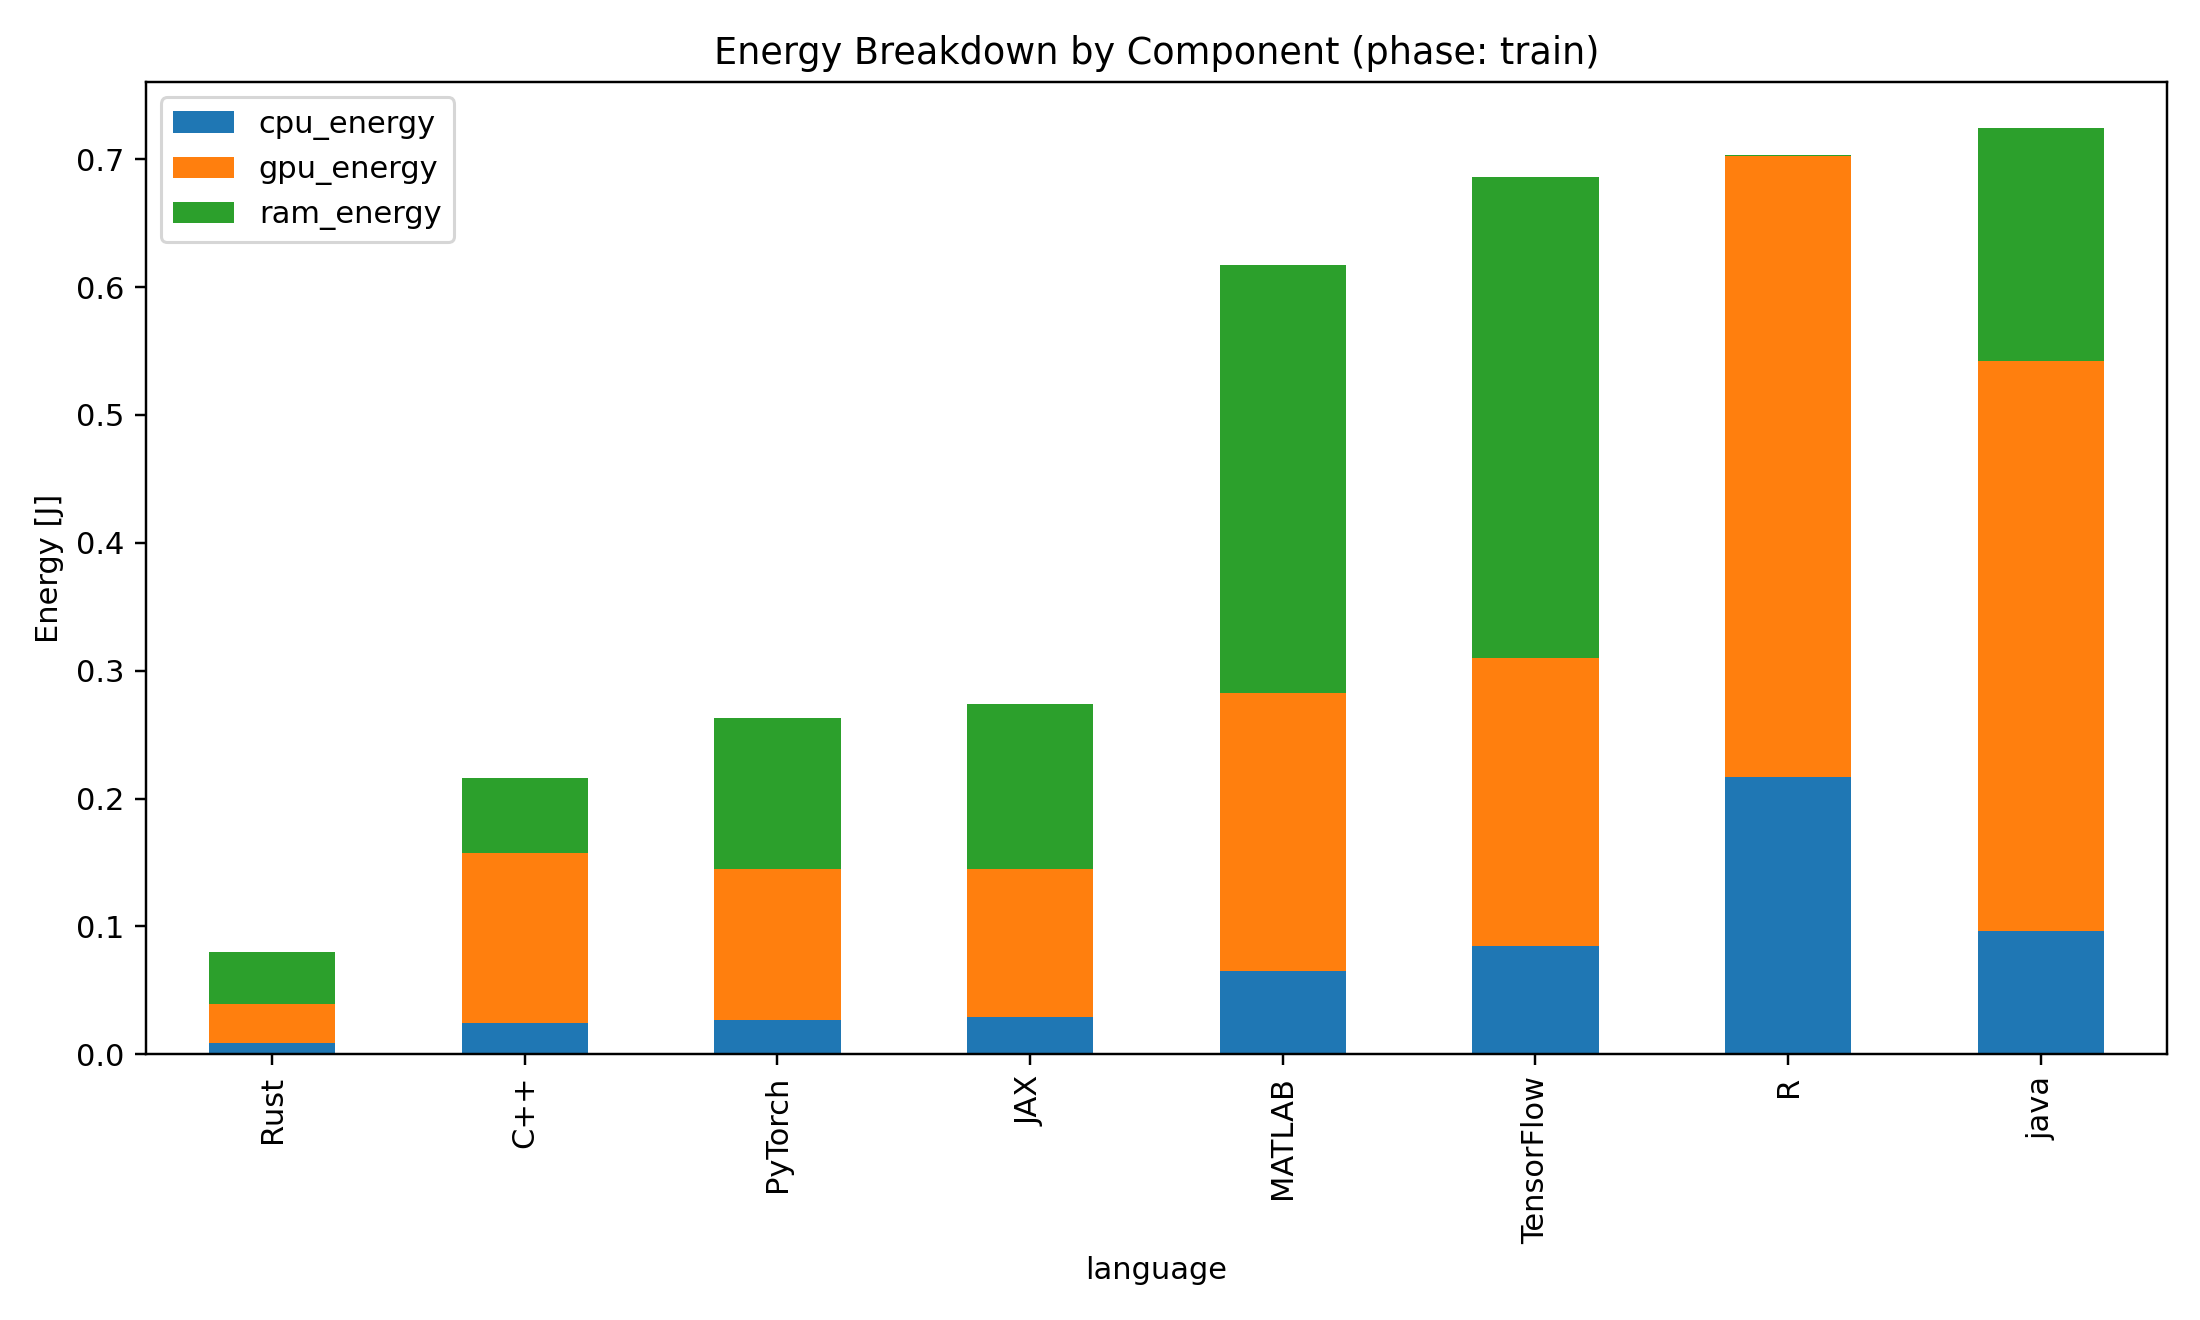 Energy Breakdown by Component (phase: train)
cpu_energy
gpu_energy
ram_energy
Energy [J]
0.7
0.6
0.5
0.4
0.3
0.2
0.1
0.0
Rust
C++
PyTorch
JAX
MATLAB
TensorFlow
R
java
language